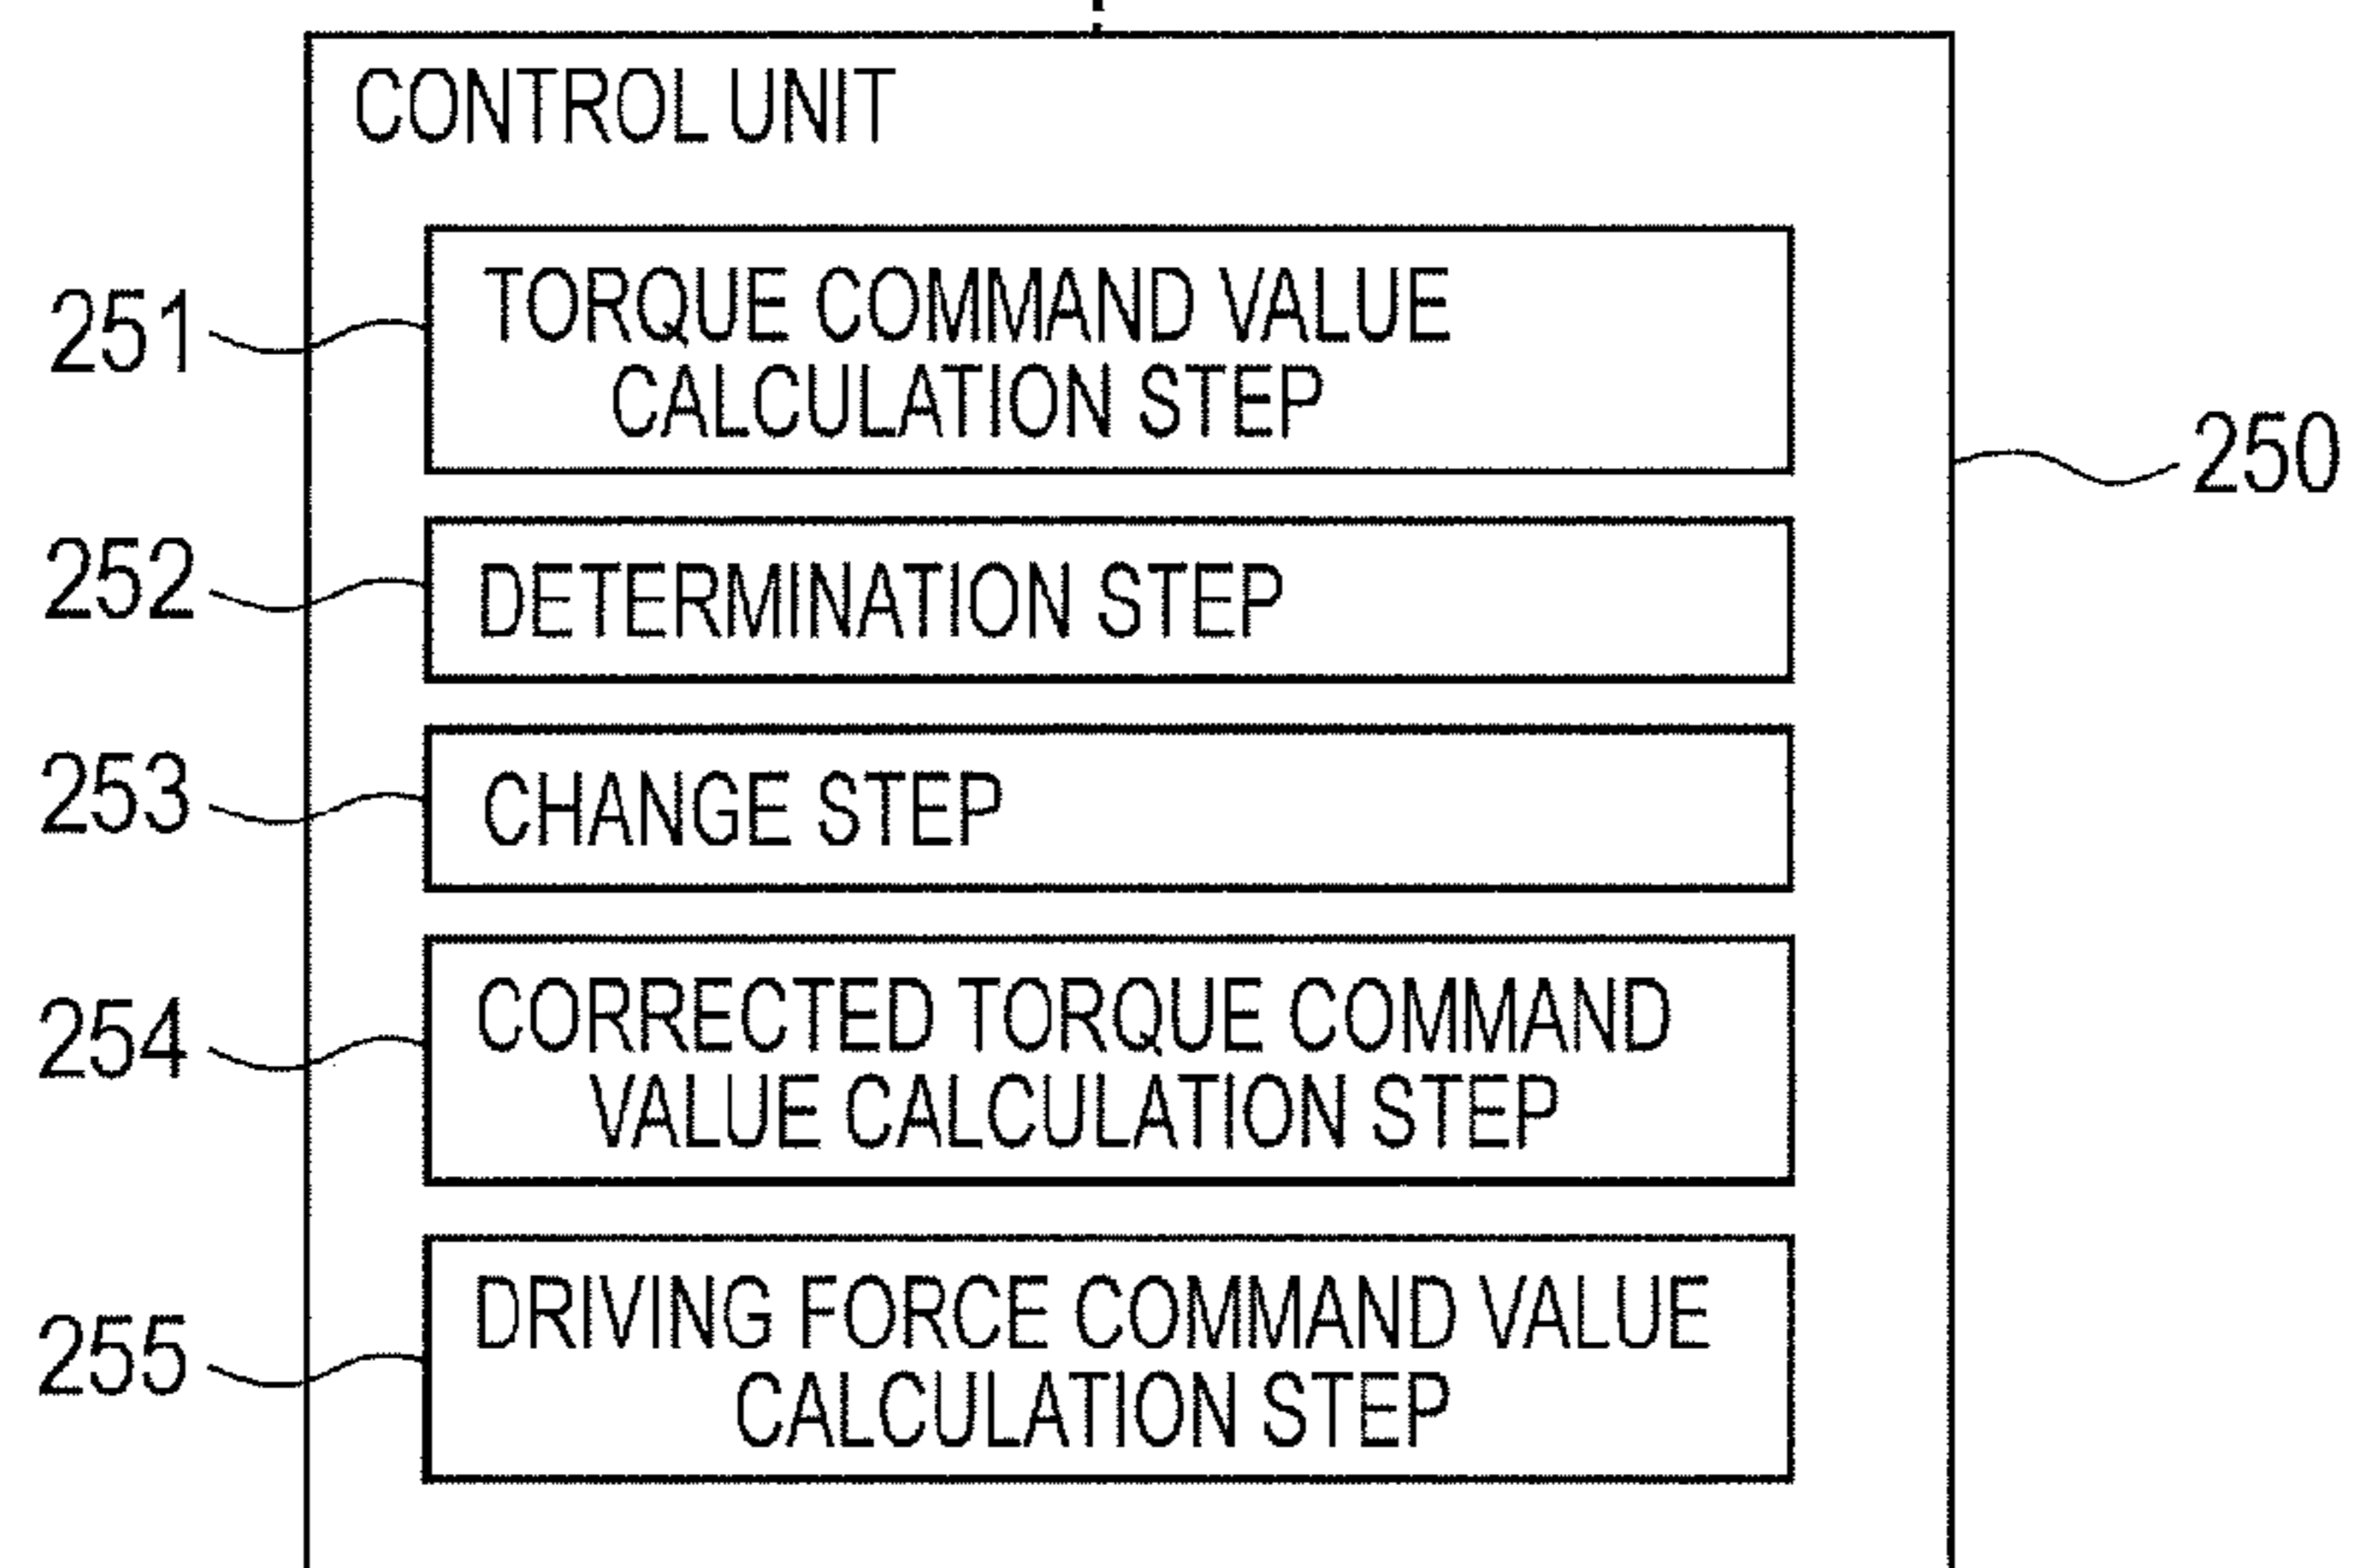 CONTROL UNIT
251
TORQUE COMMAND VALUE
CALCULATION STEP
250
252
DETERMINATION STEP
253
CHANGE STEP
254
CORRECTED TORQUE COMMAND
VALUE CALCULATION STEP
255
DRIVING FORCE COMMAND VALUE
CALCULATION STEP